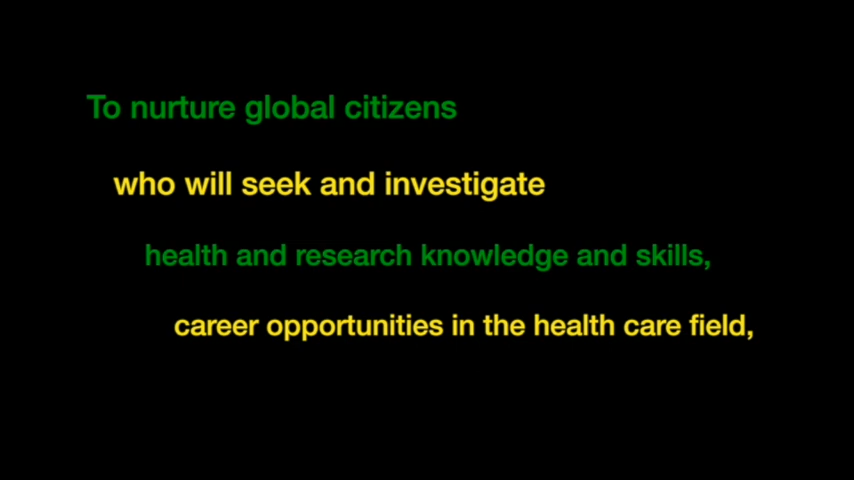 To nurture global citizens
who will seek and investigate
health and research knowledge and skills,
career opportunities in the health care field,